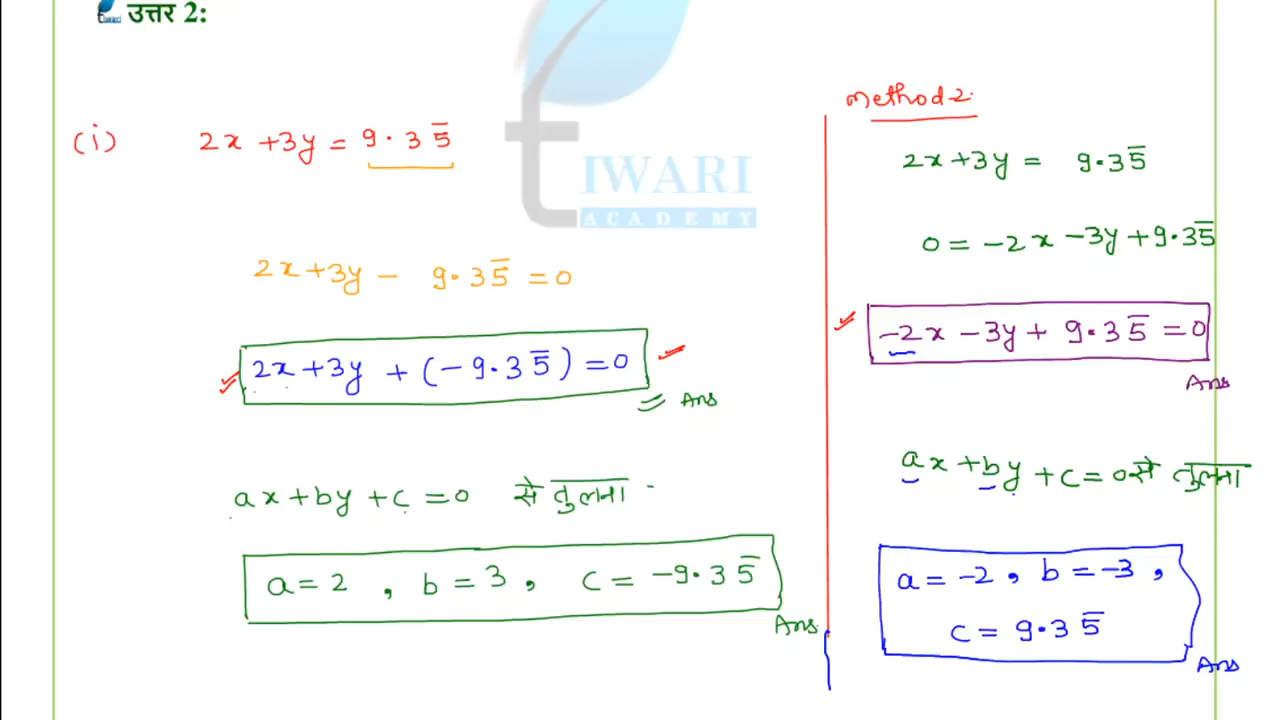 उत्तर 2:
(i) 2x + 3y = 9.35̅
2x + 3y - 9.35̅ = 0
2x + 3y + (-9.35̅) = 0
Ans
ax + by + c = 0 से तुलना -
a = 2 , b = 3 , c = -9.35̅
Ans
Method 2.
2x + 3y = 9.35̅
0 = -2x - 3y + 9.35̅
-2x - 3y + 9.35̅ = 0
Ans
ax + by + c = 0 से तुलना
a = -2 , b = -3 ,
c = 9.35̅
Ans
tiwari
TIWARI
ACADEMY